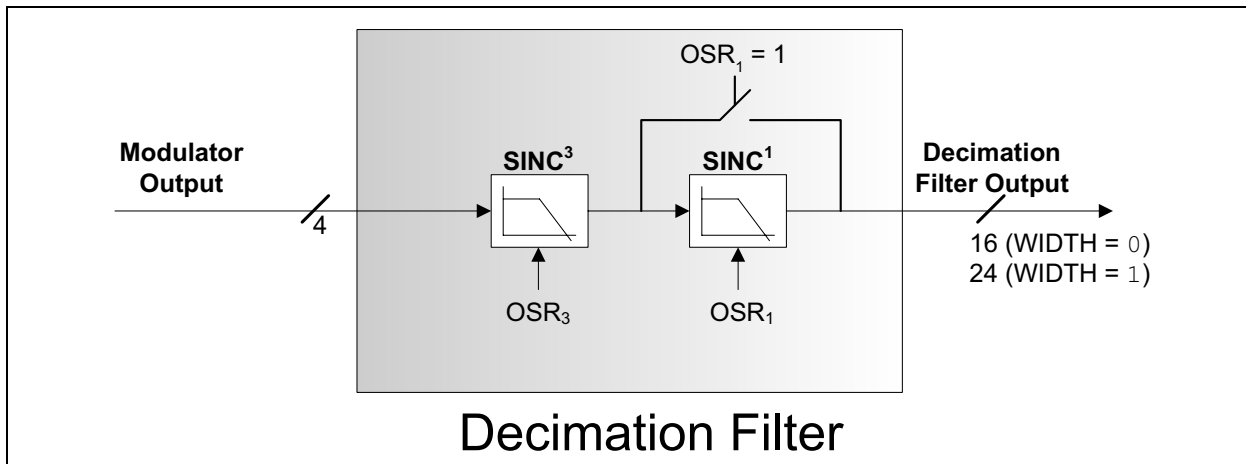 OSR₁ = 1
Modulator
Output
4
SINC³
OSR₃
SINC¹
OSR₁
Decimation
Filter Output
16 (WIDTH = 0)
24 (WIDTH = 1)
Decimation Filter